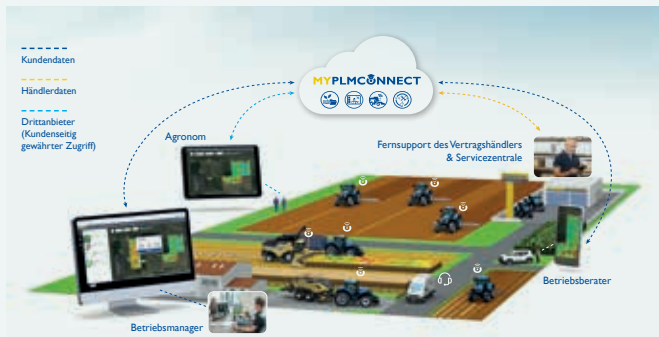 Kundendaten
Händlerdaten
Drittanbieter
(Kundenseitig
gewährter Zugriff)
MYPLMCONNECT
Agronom
Fernsupport des Vertragshändlers
& Servicezentrale
Betriebsberater
Betriebsmanager